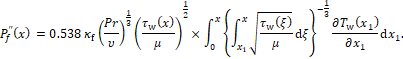 P″_f(x) = 0.538 κ_f (Pr/υ)^{1/3} (τ_w(x)/μ)^{1/2} × ∫_0^x {∫_{x_1}^x √(τ_w(ξ)/μ) dξ}^{-1/3} ∂T_w(x_1)/∂x_1 dx_1.